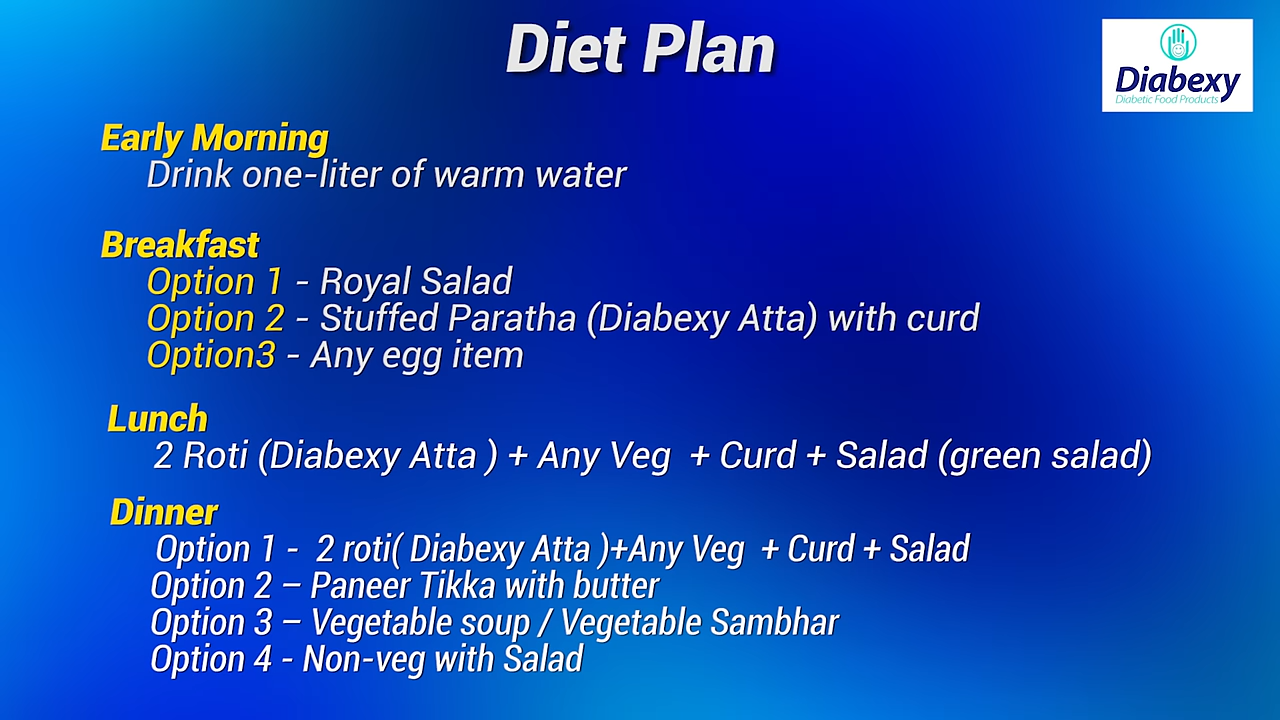 Diet Plan
Diabexy
Diabetic Food Products
Early Morning
Drink one-liter of warm water
Breakfast
Option 1 - Royal Salad
Option 2 - Stuffed Paratha (Diabexy Atta) with curd
Option3 - Any egg item
Lunch
2 Roti (Diabexy Atta ) + Any Veg + Curd + Salad (green salad)
Dinner
Option 1 - 2 roti( Diabexy Atta )+Any Veg + Curd + Salad
Option 2 – Paneer Tikka with butter
Option 3 – Vegetable soup / Vegetable Sambhar
Option 4 - Non-veg with Salad